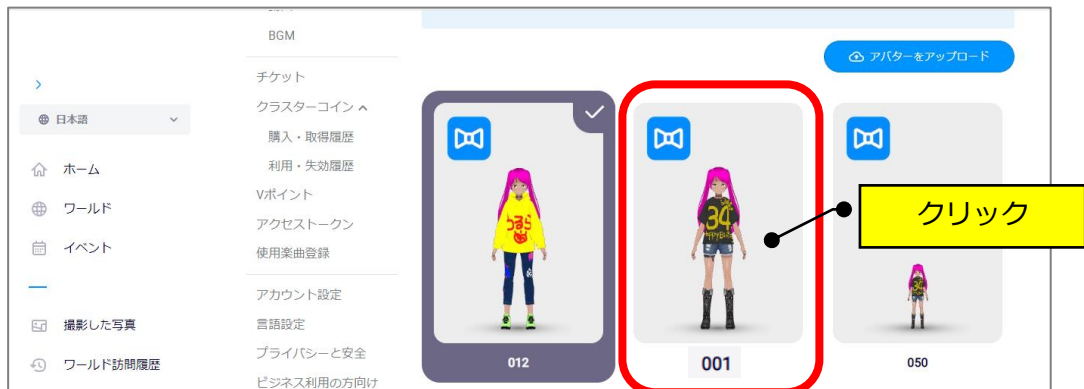 BGM
アバターをアップロード
チケット
クラスターコイン
日本語
購入・取得履歴
利用・失効履歴
ホーム
Vポイント
ワールド
アクセストークン
イベント
使用楽曲登録
クリック
アカウント設定
撮影した写真
言語設定
プライバシーと安全
ワールド訪問履歴
ビジネス利用の方向け
012
001
050
つるら
34
34